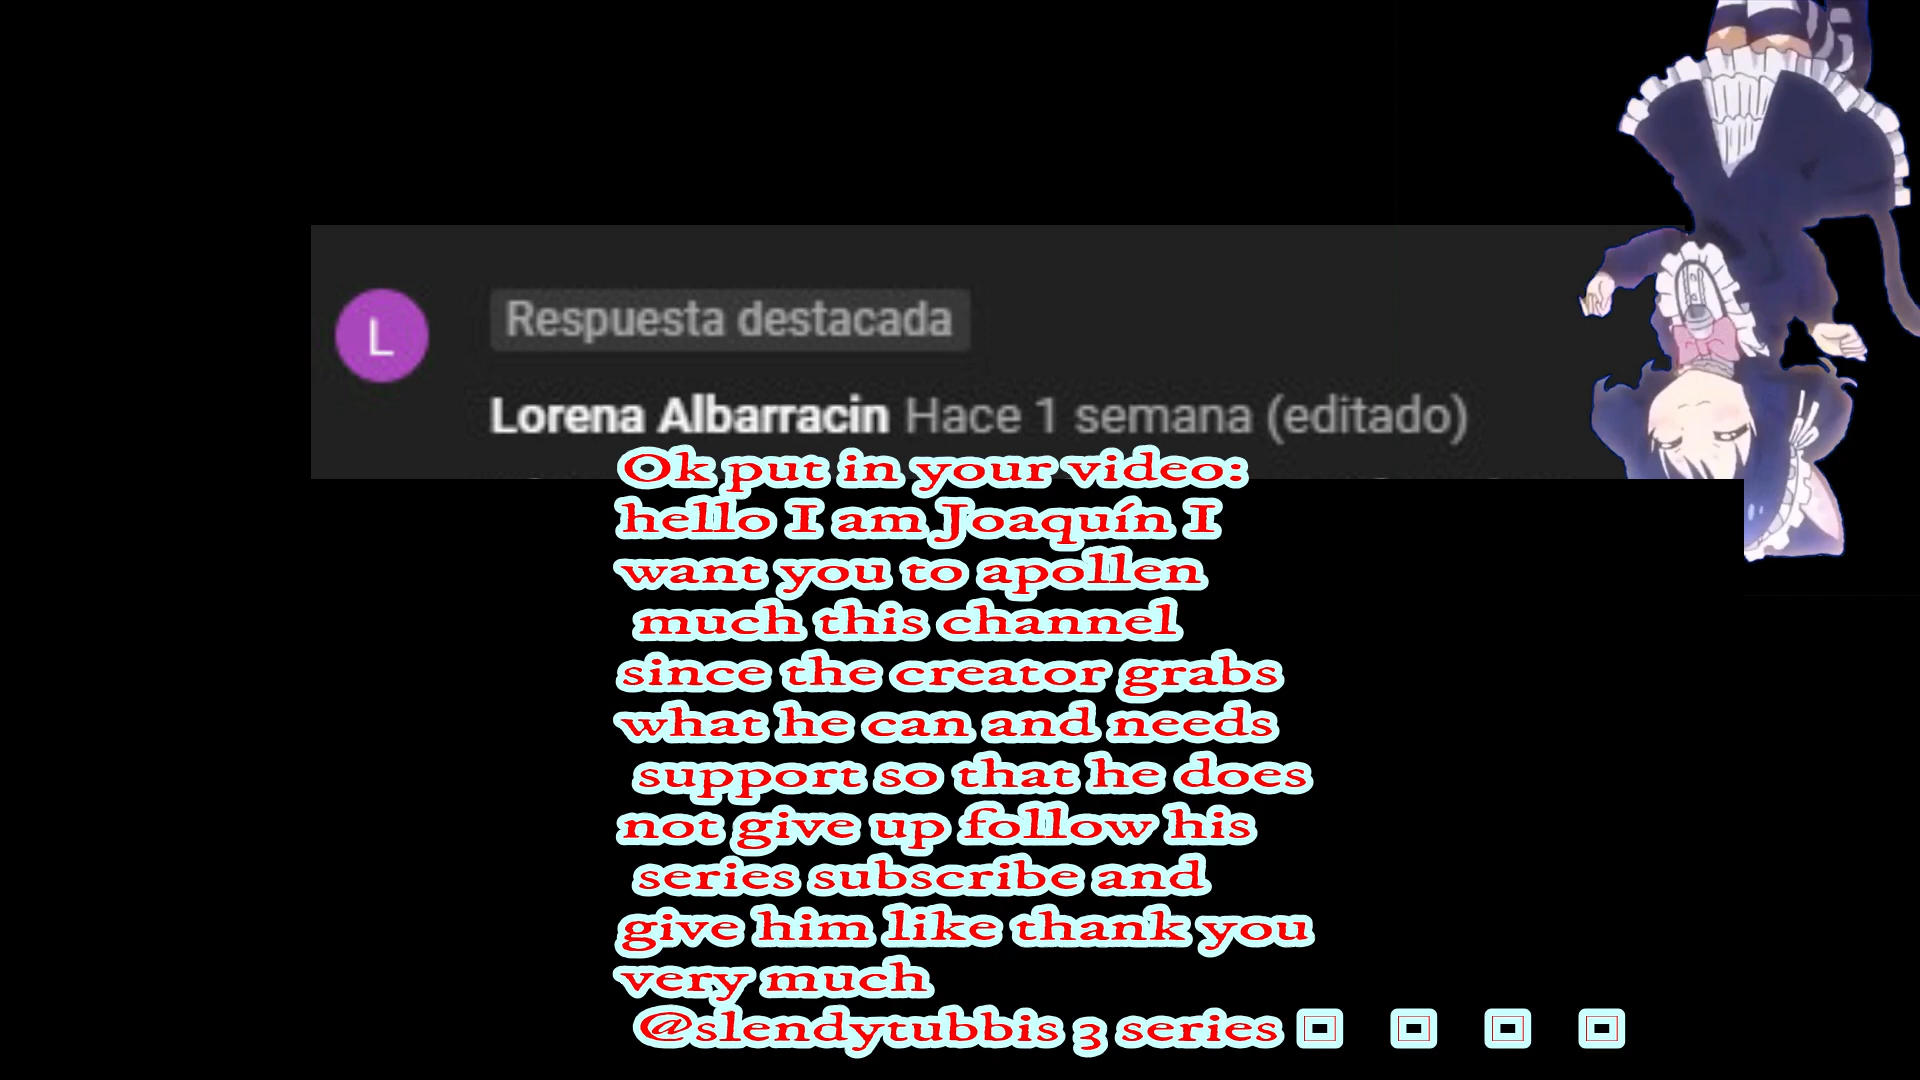 L
Respuesta destacada
Lorena Albarracin Hace 1 semana (editado)
Ok put in your video:
hello I am Joaquín I
want you to apollen
much this channel
since the creator grabs
what he can and needs
support so that he does
not give up follow his
series subscribe and
give him like thank you
very much
@slendytubbis 3 series